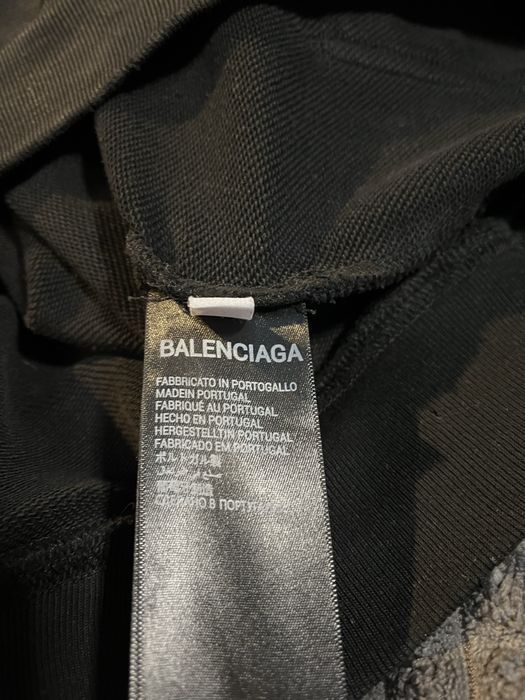 BALENCIAGA
FABBRICATO IN PORTOGALLO
MADEIN PORTUGAL
FABRIQUÉ AU PORTUGAL
HECHO EN PORTUGAL
HERGESTELLTIN PORTUGAL
FABRICADO EM PORTUGAL
ポルトガル製